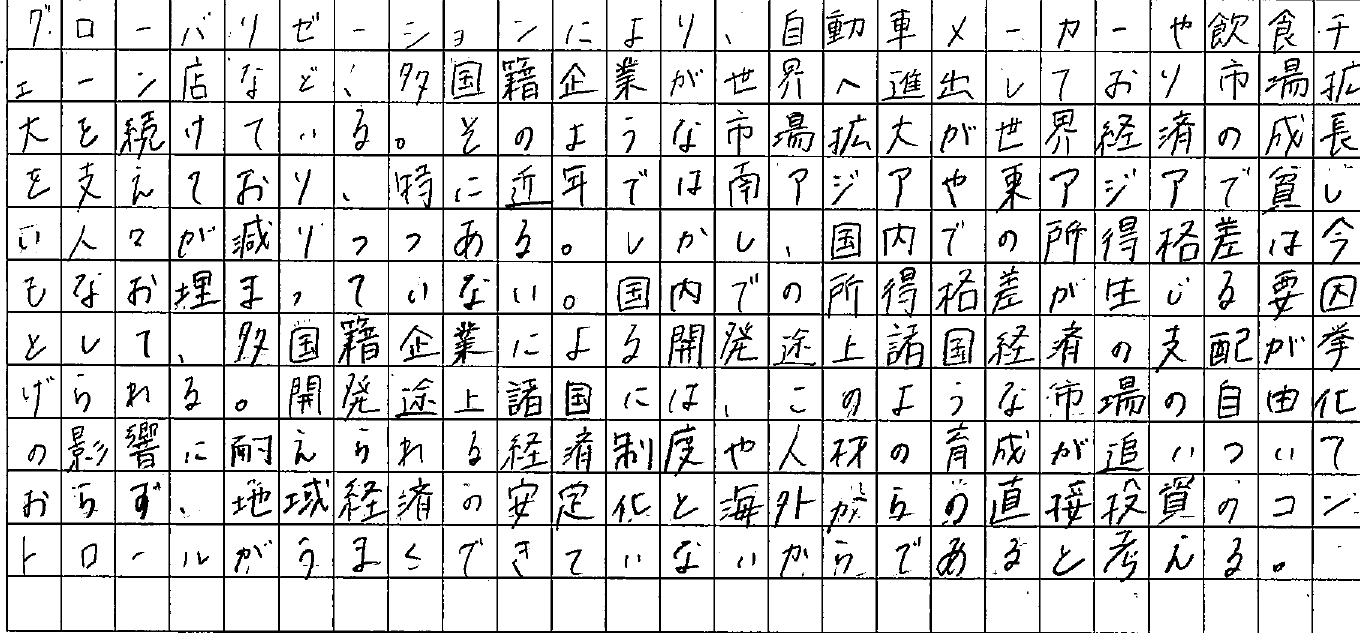 グローバリゼーションにより、自動車メーカーや飲食チ
ェーン店など、多国籍企業が世界へ進出しており市場拡
大を続けている。そのような市場拡大が世界経済の成長
を支えており、特に近年では南アジアや東アジアで貧し
い人々が減りつつある。しかし、国内での所得格差は今
もなお埋まっていない。国内での所得格差が生じる要因
として、多国籍企業による開発途上諸国経済の支配が挙
げられる。開発途上諸国には、このような市場の自由化
の影響に耐えられる経済制度や人材の育成が追いついて
おらず、地域経済の安定化と海外からの直接投資のコン
トロールがうまくできていないからであると考える。